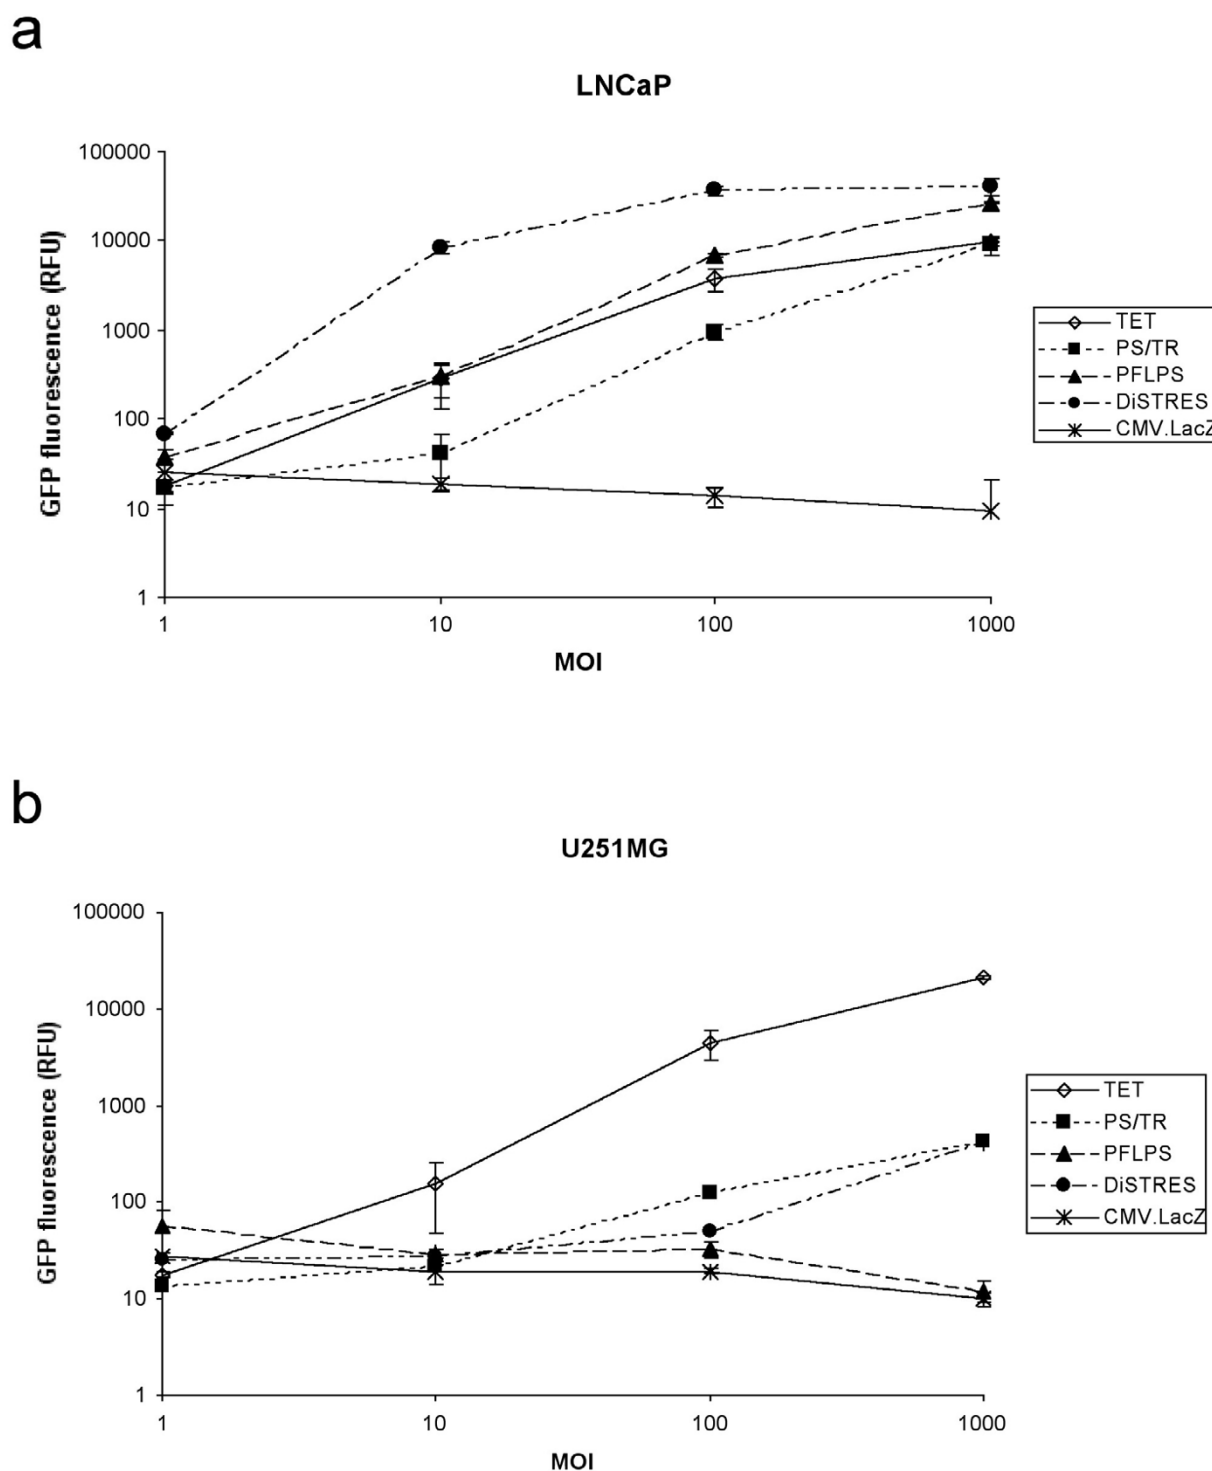 a
LNCaP
100000
10000
1000
100
10
1
GFP fluorescence (RFU)
1
10
100
1000
MOI
TET
PS/TR
PFLPS
DiSTRES
CMV.LacZ
b
U251MG
100000
10000
1000
100
10
1
GFP fluorescence (RFU)
1
10
100
1000
MOI
TET
PS/TR
PFLPS
DiSTRES
CMV.LacZ